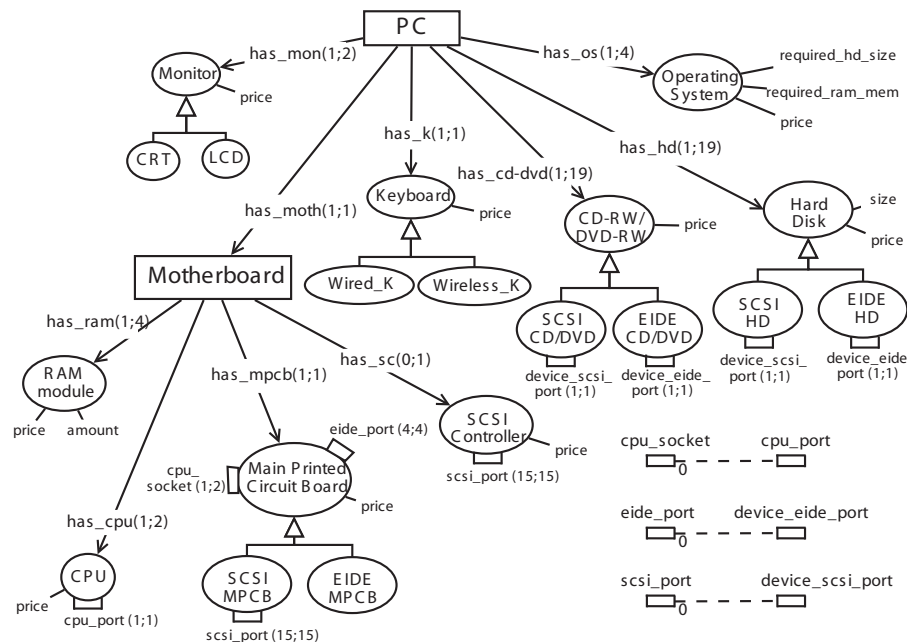 PC
has_mon(1;2)
has_os(1;4)
Monitor
price
CRT
LCD
Operating
System
required_hd_size
required_ram_mem
price
has_k(1;1)
has_hd(1;19)
has_cd-dvd(1;19)
has_moth(1;1)
Keyboard
price
Wired_K
Wireless_K
CD-RW/
DVD-RW
price
Hard
Disk
size
price
Motherboard
SCSI
CD/DVD
device_scsi_
port (1;1)
EIDE
CD/DVD
device_eide_
port (1;1)
SCSI
HD
device_scsi_
port (1;1)
EIDE
HD
device_eide_
port (1;1)
has_ram(1;4)
has_mpcb(1;1)
has_sc(0;1)
RAM
module
price
amount
SCSI
Controller
price
scsi_port (15;15)
eide_port (4;4)
cpu_
socket (1;2)
Main Printed
Circuit Board
price
has_cpu(1;2)
CPU
price
cpu_port (1;1)
SCSI
MPCB
scsi_port (15;15)
EIDE
MPCB
cpu_socket
cpu_port
0
eide_port
device_eide_port
0
scsi_port
device_scsi_port
0